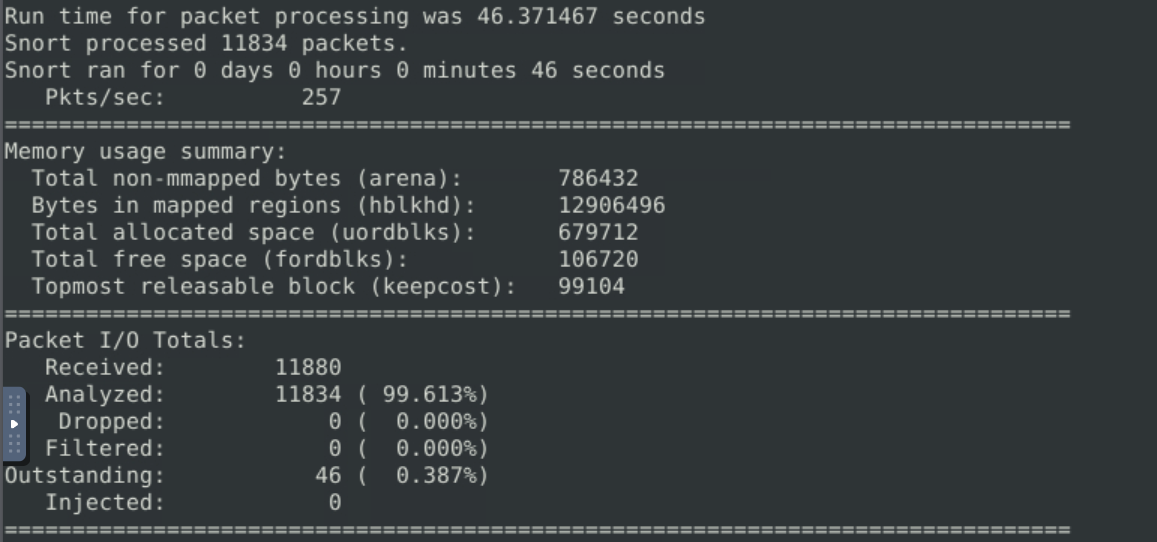 Run time for packet processing was 46.371467 seconds
Snort processed 11834 packets.
Snort ran for 0 days 0 hours 0 minutes 46 seconds
   Pkts/sec:          257
===============================================================================
Memory usage summary:
  Total non-mmapped bytes (arena):       786432
  Bytes in mapped regions (hblkhd):      12906496
  Total allocated space (uordblks):      679712
  Total free space (fordblks):           106720
  Topmost releasable block (keepcost):   99104
===============================================================================
Packet I/O Totals:
   Received:        11880
   Analyzed:        11834 ( 99.613%)
    Dropped:            0 (  0.000%)
   Filtered:            0 (  0.000%)
Outstanding:           46 (  0.387%)
   Injected:            0
===============================================================================